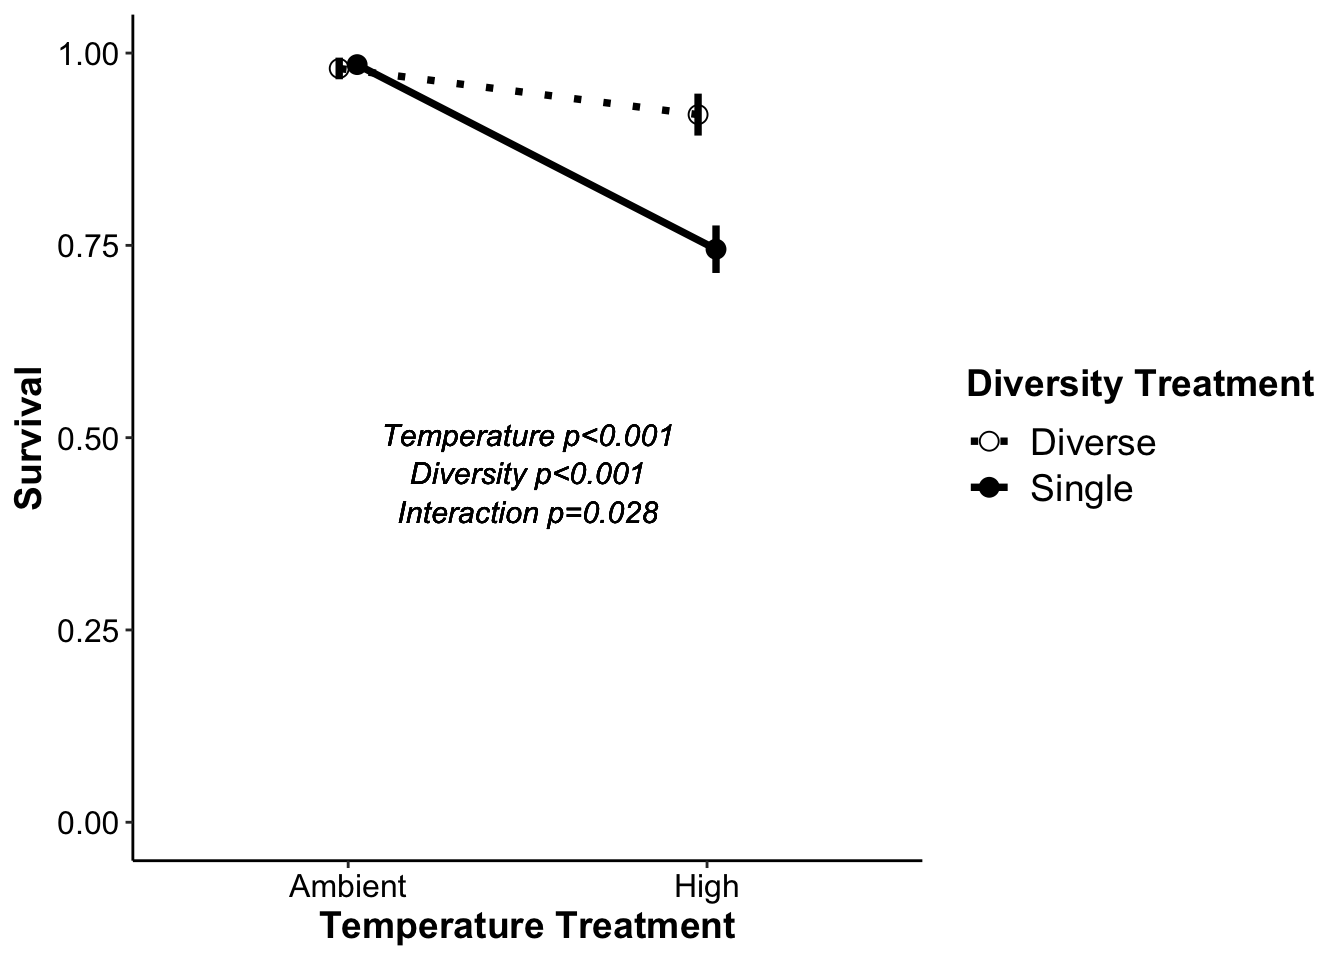 1.00
0.75
0.50
0.25
0.00
Survival
Temperature p<0.001
Diversity p<0.001
Interaction p=0.028
Ambient High
Temperature Treatment
Diversity Treatment
Diverse
Single